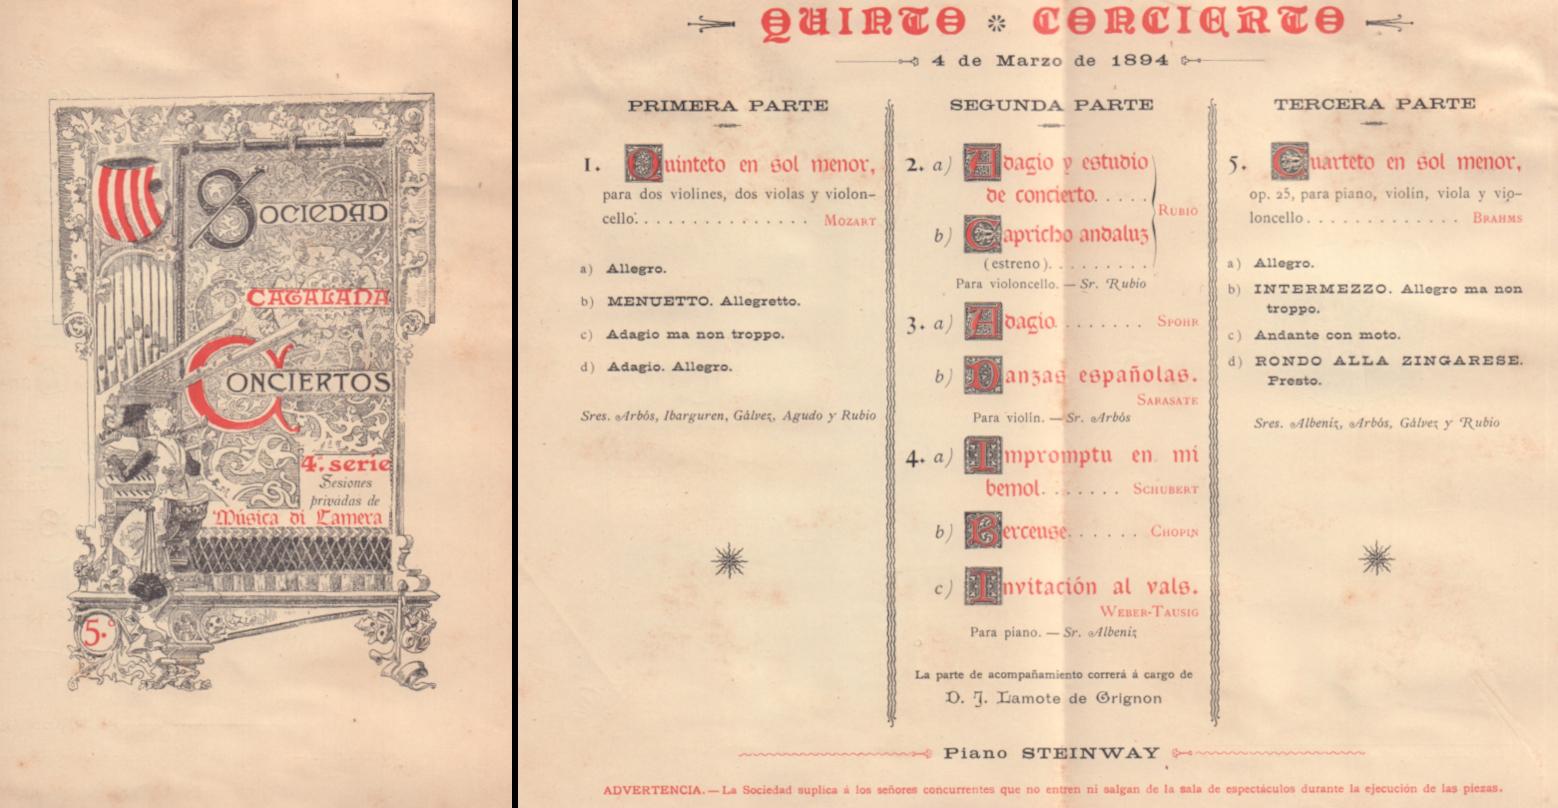 SOCIEDAD
CATALANA
CONCIERTOS
4.ª serie
Sesiones
privadas de
Música di Camera
5.º
QUINTO CONCIERTO
4 de Marzo de 1894
PRIMERA PARTE
1. Quinteto en sol menor,
para dos violines, dos violas y violon-
cello. . . . . . . . . . . . . . . MOZART
a) Allegro.
b) MENUETTO. Allegretto.
c) Adagio ma non troppo.
d) Adagio. Allegro.
Sres. Arbós, Ibarguren, Gálvez, Agudo y Rubio
SEGUNDA PARTE
2. a) Adagio y estudio
de concierto. . . . .
b) Capricho andaluz
(estreno). . . . . . . . .
RUBIO
Para violoncello. — Sr. Rubio
3. a) Adagio. . . . . . . . SPOHR
b) Danzas españolas.
SARASATE
Para violín. — Sr. Arbós
4. a) Impromptu en mi
bemol. . . . . . . SCHUBERT
b) Berceuse. . . . . . CHOPIN
c) Invitación al vals.
WEBER-TAUSIG
Para piano. — Sr. Albeniz
La parte de acompañamiento correrá á cargo de
D. J. Lamote de Grignon
TERCERA PARTE
5. Cuarteto en sol menor,
op. 25, para piano, violín, viola y vio-
loncello . . . . . . . . . . . . . BRAHMS
a) Allegro.
b) INTERMEZZO. Allegro ma non
troppo.
c) Andante con moto.
d) RONDO ALLA ZINGARESE.
Presto.
Sres. Albeniz, Arbós, Gálvez y Rubio
Piano STEINWAY
ADVERTENCIA. — La Sociedad suplica á los señores concurrentes que no entren ni salgan de la sala de espectáculos durante la ejecución de las piezas.